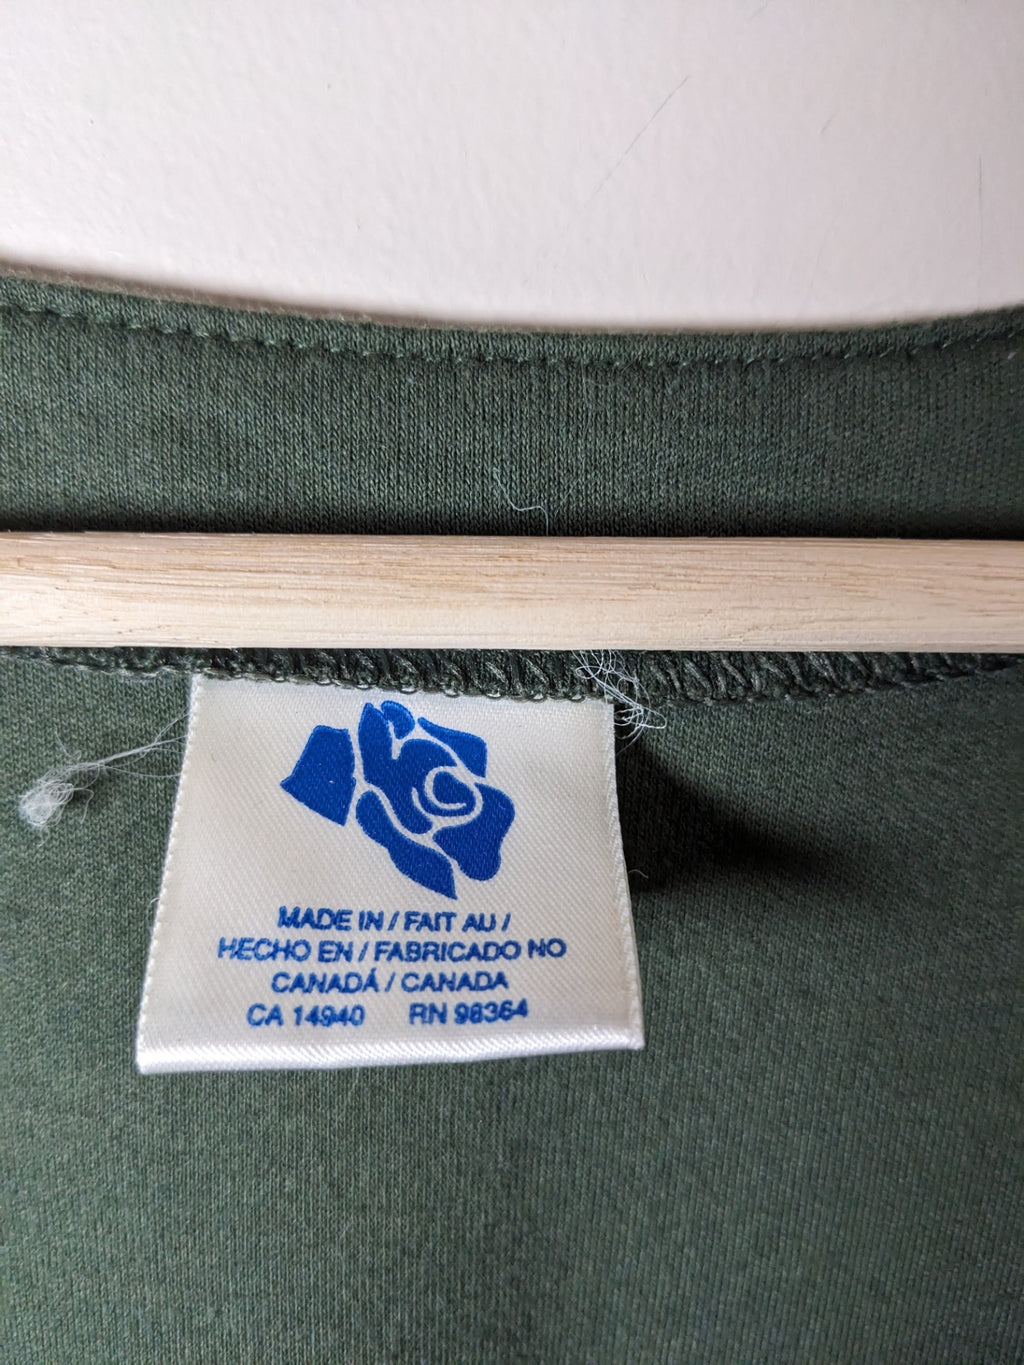 MADE IN / FAIT AU /
HECHO EN / FABRICADO NO
CANADÁ / CANADA
CA 14940 RN 98364